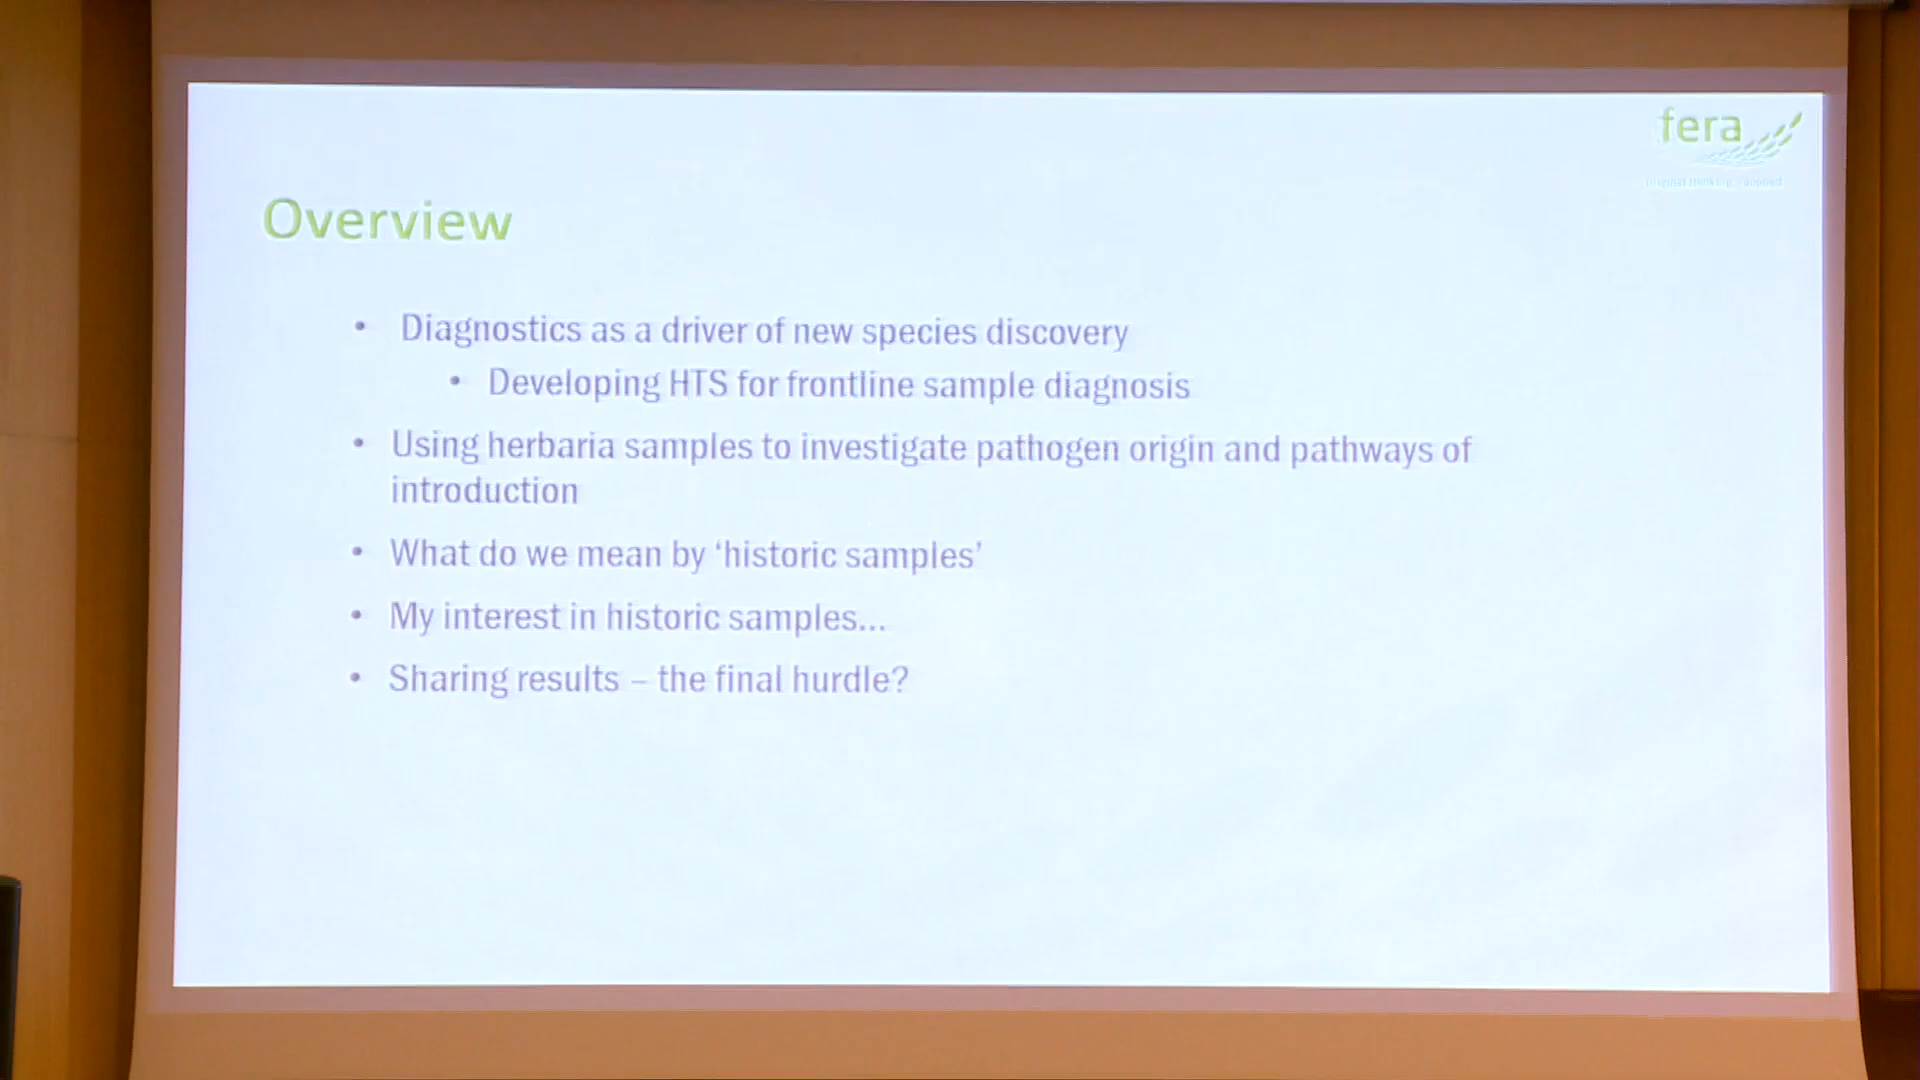 fera
Overview
• Diagnostics as a driver of new species discovery
• Developing HTS for frontline sample diagnosis
• Using herbaria samples to investigate pathogen origin and pathways of
introduction
• What do we mean by ‘historic samples’
• My interest in historic samples...
• Sharing results – the final hurdle?